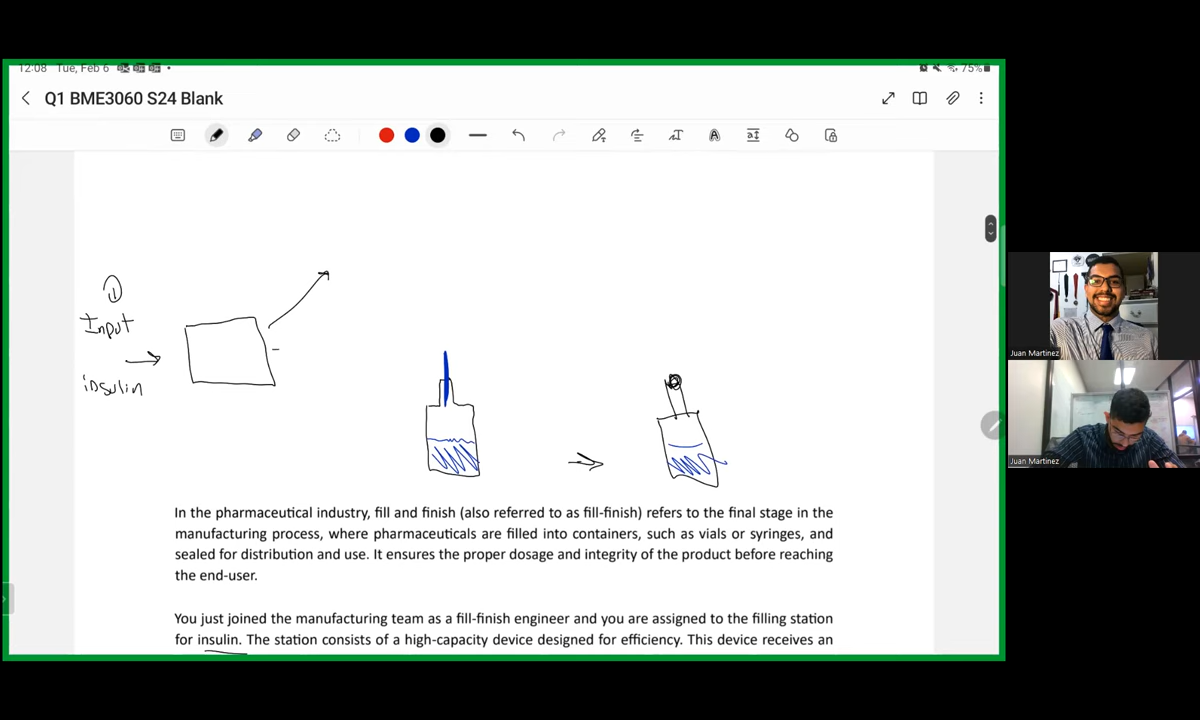 12:08 Tue, Feb 6 75%
Q1 BME3060 S24 Blank
1
Input
insulin
In the pharmaceutical industry, fill and finish (also referred to as fill-finish) refers to the final stage in the
manufacturing process, where pharmaceuticals are filled into containers, such as vials or syringes, and
sealed for distribution and use. It ensures the proper dosage and integrity of the product before reaching
the end-user.
You just joined the manufacturing team as a fill-finish engineer and you are assigned to the filling station
for insulin. The station consists of a high-capacity device designed for efficiency. This device receives an
Juan Martinez
Juan Martinez